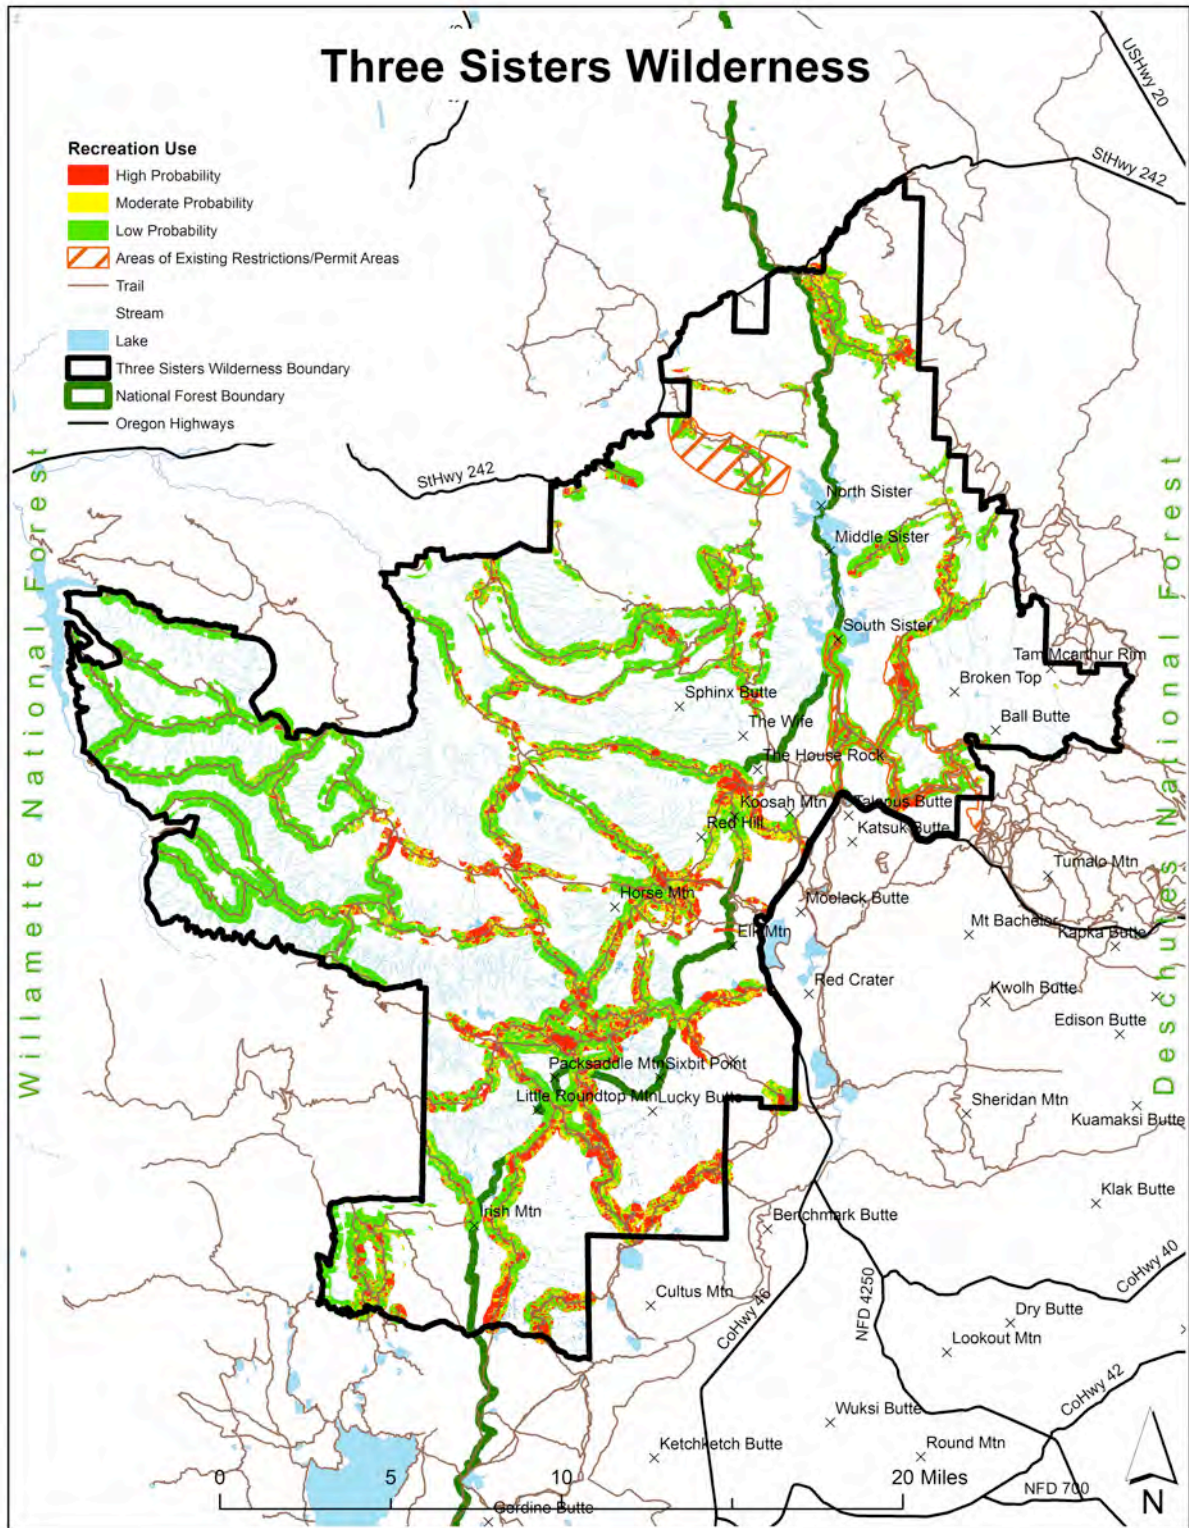 Three Sisters Wilderness
USHwy 20
StHwy 242
Recreation Use
High Probability
Moderate Probability
Low Probability
Areas of Existing Restrictions/Permit Areas
Trail
Stream
Lake
Three Sisters Wilderness Boundary
National Forest Boundary
Oregon Highways
StHwy 242
Willamette National Forest
Deschutes National Forest
North Sister
Middle Sister
South Sister
Tam Mcarthur Rim
Broken Top
Sphinx Butte
Ball Butte
The Wife
The House Rock
Koosah Mtn
Talapus Butte
Red Hill
Katsuk Butte
Tumalo Mtn
Horse Mtn
Moolack Butte
Elk Mtn
Mt Bachelor
Kapka Butte
Red Crater
Kwolh Butte
Edison Butte
Packsaddle Mtn
Sixbit Point
Little Roundtop Mtn
Lucky Butte
Sheridan Mtn
Kuamaksi Butte
Klak Butte
Irish Mtn
Benchmark Butte
CoHwy 40
Cultus Mtn
CoHwy 46
NFD 4250
Dry Butte
Lookout Mtn
CoHwy 42
Wuksi Butte
Ketchketch Butte
Round Mtn
0 5 10 20 Miles
NFD 700
N
Gerdine Butte